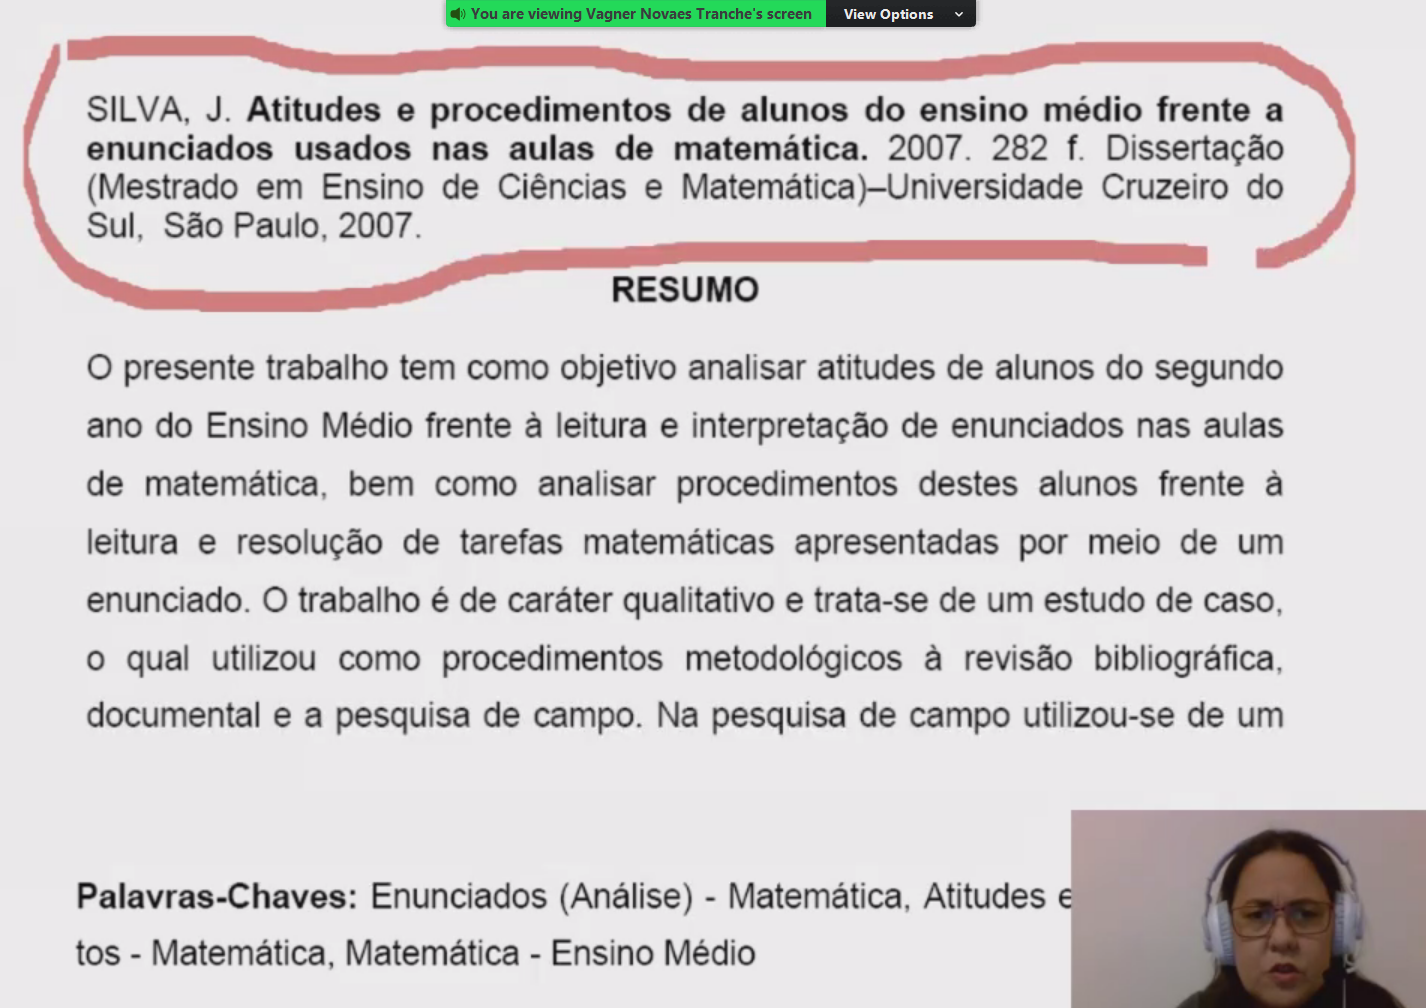 You are viewing Vagner Novaes Tranche's screen View Options
SILVA, J. Atitudes e procedimentos de alunos do ensino médio frente a
enunciados usados nas aulas de matemática. 2007. 282 f. Dissertação
(Mestrado em Ensino de Ciências e Matemática)–Universidade Cruzeiro do
Sul, São Paulo, 2007.
RESUMO
O presente trabalho tem como objetivo analisar atitudes de alunos do segundo
ano do Ensino Médio frente à leitura e interpretação de enunciados nas aulas
de matemática, bem como analisar procedimentos destes alunos frente à
leitura e resolução de tarefas matemáticas apresentadas por meio de um
enunciado. O trabalho é de caráter qualitativo e trata-se de um estudo de caso,
o qual utilizou como procedimentos metodológicos à revisão bibliográfica,
documental e a pesquisa de campo. Na pesquisa de campo utilizou-se de um
Palavras-Chaves: Enunciados (Análise) - Matemática, Atitudes e
tos - Matemática, Matemática - Ensino Médio